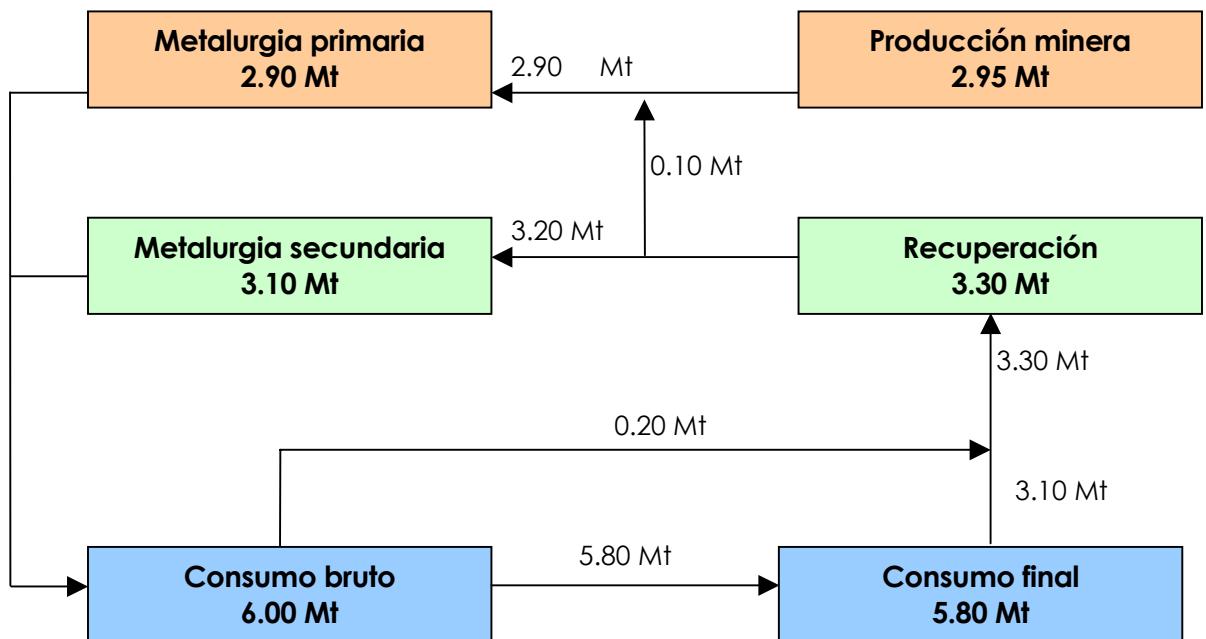 Metalurgia primaria
2.90 Mt
2.90 Mt
Producción minera
2.95 Mt
0.10 Mt
Metalurgia secundaria
3.10 Mt
3.20 Mt
Recuperación
3.30 Mt
3.30 Mt
0.20 Mt
3.10 Mt
Consumo bruto
6.00 Mt
5.80 Mt
Consumo final
5.80 Mt